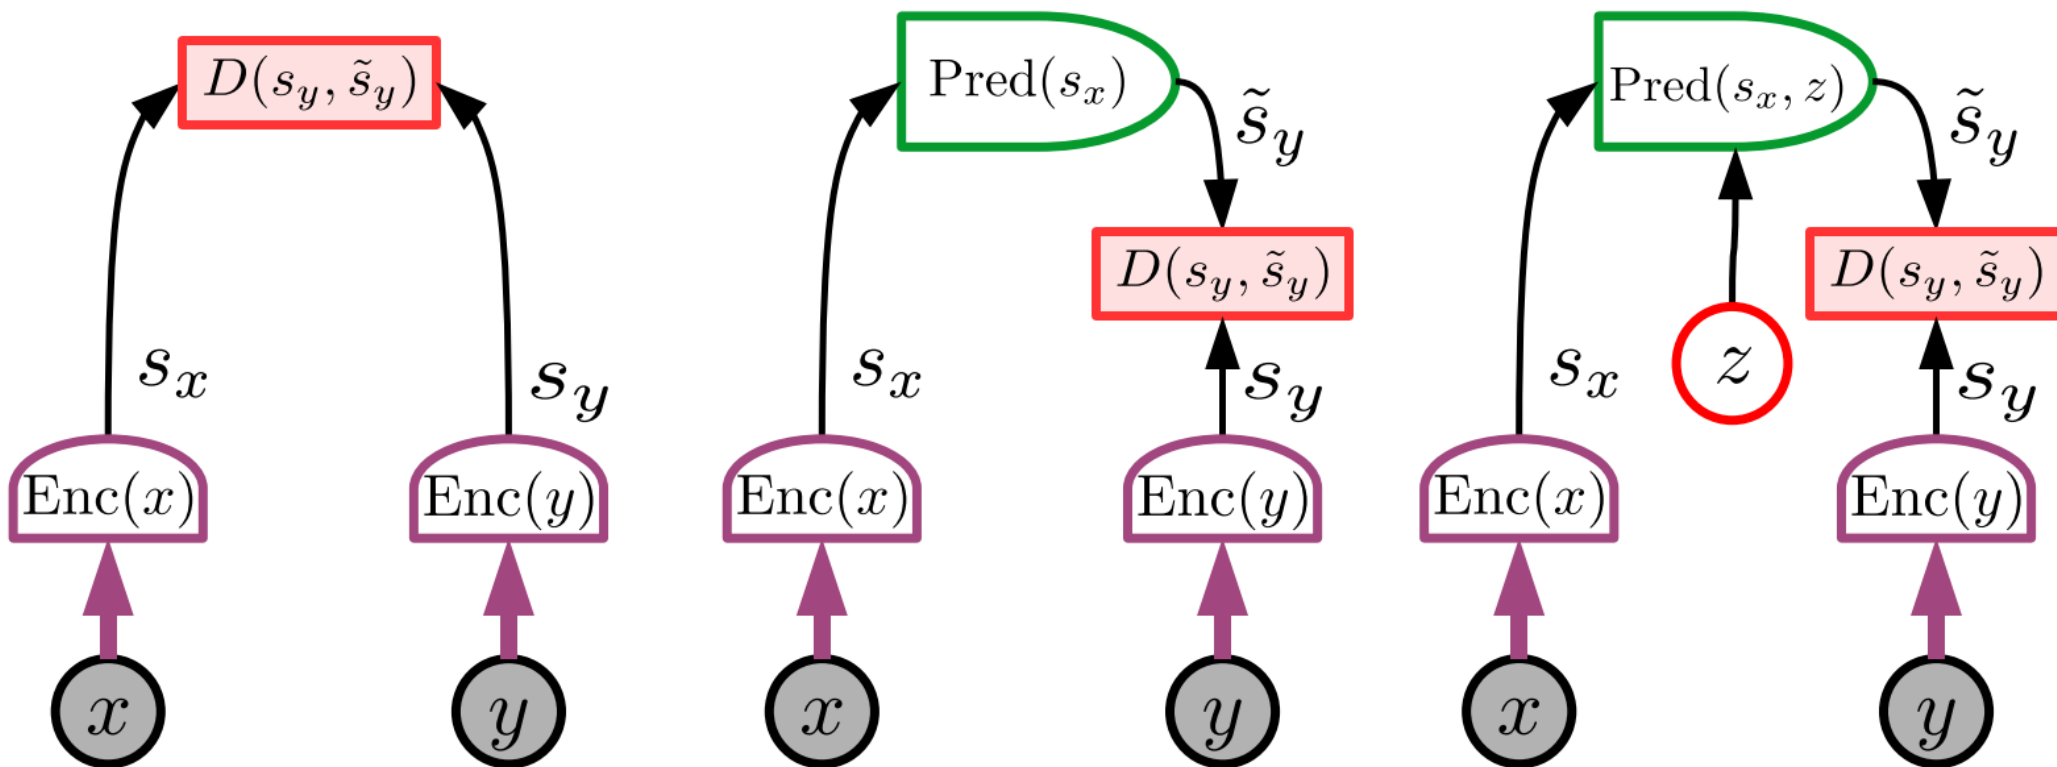 D(s_y, s̃_y)
s_x
s_y
Enc(x)
Enc(y)
x
y
Pred(s_x)
s̃_y
D(s_y, s̃_y)
s_x
s_y
Enc(x)
Enc(y)
x
y
Pred(s_x, z)
s̃_y
D(s_y, s̃_y)
z
s_x
s_y
Enc(x)
Enc(y)
x
y